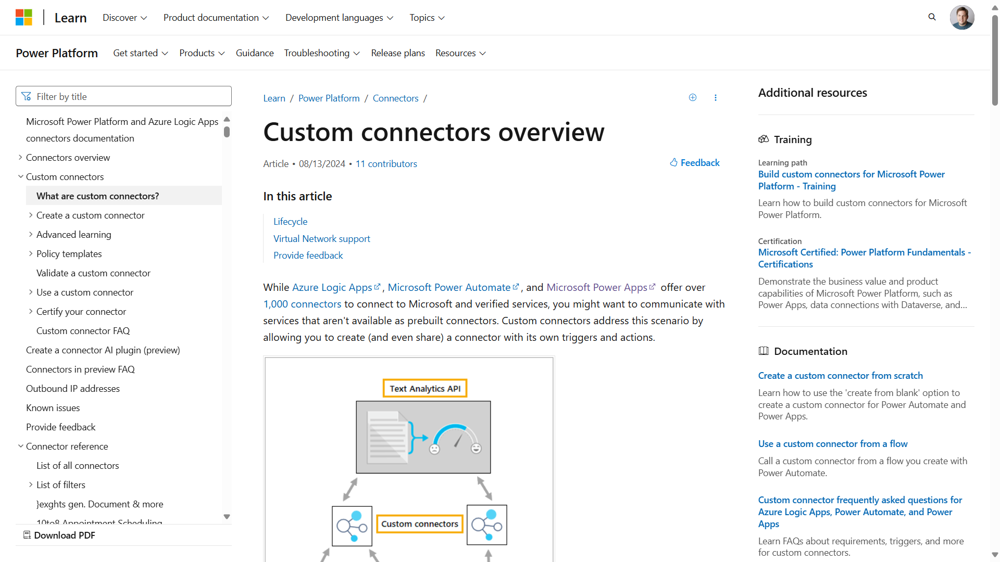 Learn
Discover
Product documentation
Development languages
Topics
Power Platform
Get started
Products
Guidance
Troubleshooting
Release plans
Resources
Filter by title
Microsoft Power Platform and Azure Logic Apps
connectors documentation
Connectors overview
Custom connectors
What are custom connectors?
Create a custom connector
Advanced learning
Policy templates
Validate a custom connector
Use a custom connector
Certify your connector
Custom connector FAQ
Create a connector AI plugin (preview)
Connectors in preview FAQ
Outbound IP addresses
Known issues
Provide feedback
Connector reference
List of all connectors
List of filters
}exghts gen. Document & more
10to8 Appointment Scheduling
Download PDF
Learn / Power Platform / Connectors /
Custom connectors overview
Article • 08/13/2024 • 11 contributors
Feedback
In this article
Lifecycle
Virtual Network support
Provide feedback
While Azure Logic Apps, Microsoft Power Automate, and Microsoft Power Apps offer over
1,000 connectors to connect to Microsoft and verified services, you might want to communicate with
services that aren't available as prebuilt connectors. Custom connectors address this scenario by
allowing you to create (and even share) a connector with its own triggers and actions.
Text Analytics API
Custom connectors
Additional resources
Training
Learning path
Build custom connectors for Microsoft Power
Platform - Training
Learn how to build custom connectors for Microsoft
Power Platform.
Certification
Microsoft Certified: Power Platform Fundamentals -
Certifications
Demonstrate the business value and product
capabilities of Microsoft Power Platform, such as
Power Apps, data connections with Dataverse, and…
Documentation
Create a custom connector from scratch
Learn how to use the 'create from blank' option to
create a custom connector for Power Automate and
Power Apps.
Use a custom connector from a flow
Call a custom connector from a flow you create with
Power Automate.
Custom connector frequently asked questions for
Azure Logic Apps, Power Automate, and Power
Apps
Learn FAQs about requirements, triggers, and more
for custom connectors.